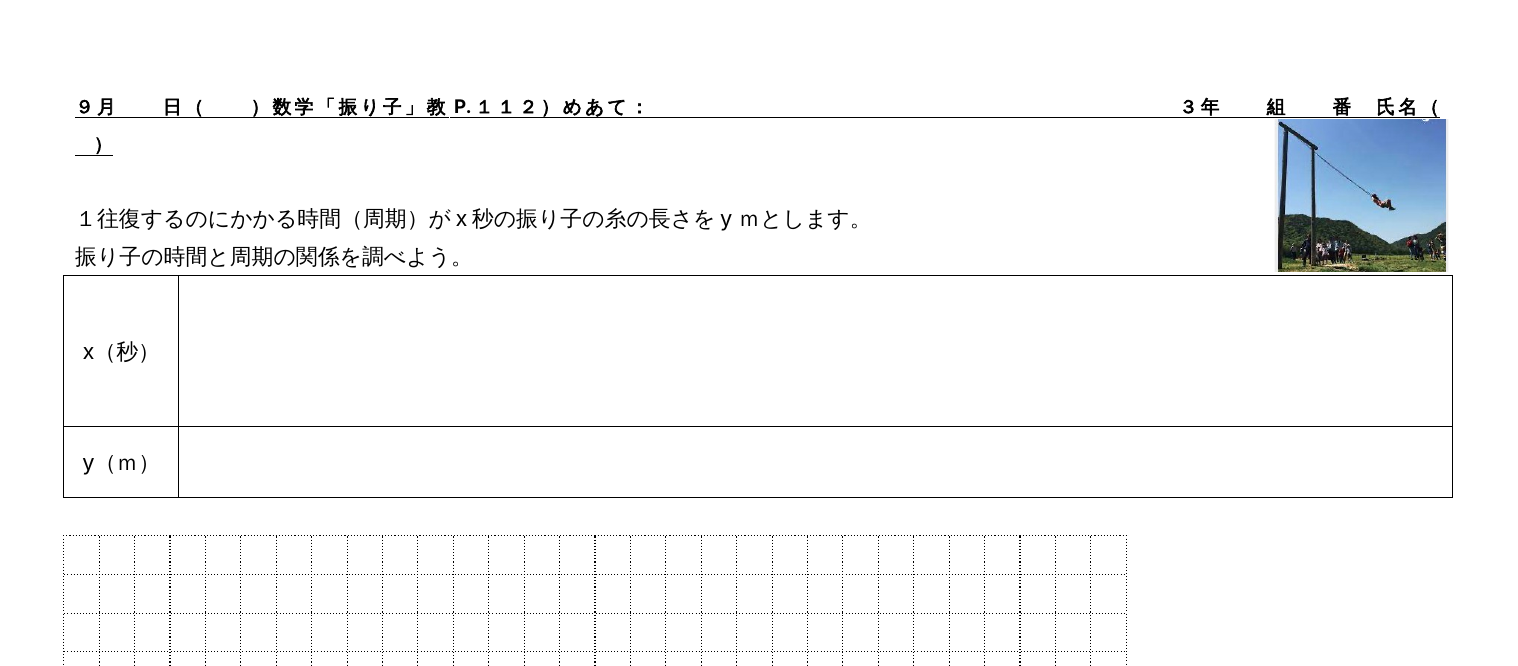 ９月　　日（　　）数学「振り子」教 P.１１２）めあて：　　　　　　　　　　３年　　組　　番　氏名（
　）
１往復するのにかかる時間（周期）が x 秒の振り子の糸の長さを y ｍとします。
振り子の時間と周期の関係を調べよう。
x（秒）
y（ｍ）